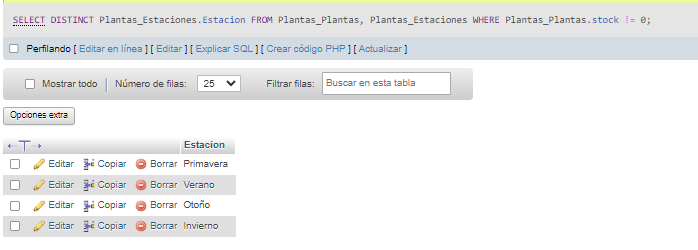 SELECT DISTINCT Plantas_Estaciones.Estacion FROM Plantas_Plantas, Plantas_Estaciones WHERE Plantas_Plantas.stock != 0;
Perfilando [ Editar en línea ] [ Editar ] [ Explicar SQL ] [ Crear código PHP ] [ Actualizar ]
Mostrar todo | Número de filas: 25 Filtrar filas: Buscar en esta tabla
Opciones extra
←T→ Estacion
Editar Copiar Borrar Primavera
Editar Copiar Borrar Verano
Editar Copiar Borrar Otoño
Editar Copiar Borrar Invierno